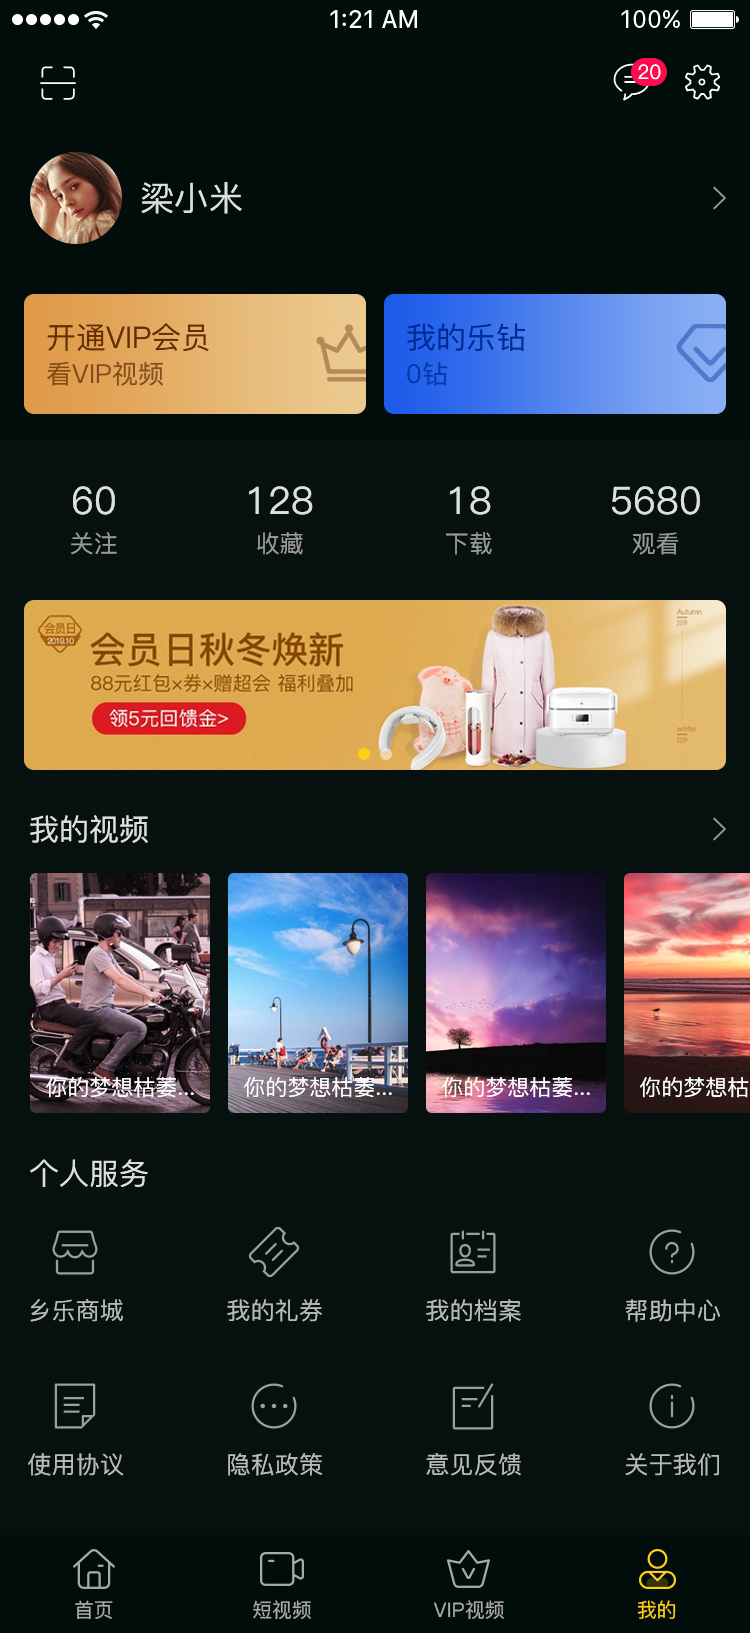 1:21 AM
100%
20
梁小米
开通VIP会员
看VIP视频
我的乐钻
0钻
60
128
18
5680
关注
收藏
下载
观看
会员日
2019.10
会员日秋冬焕新
88元红包×券×赠超会 福利叠加
领5元回馈金>
Autumn
2019
winter
2019
我的视频
你的梦想枯萎...
你的梦想枯萎...
你的梦想枯萎...
你的梦想枯
个人服务
乡乐商城
我的礼券
我的档案
帮助中心
使用协议
隐私政策
意见反馈
关于我们
首页
短视频
VIP视频
我的